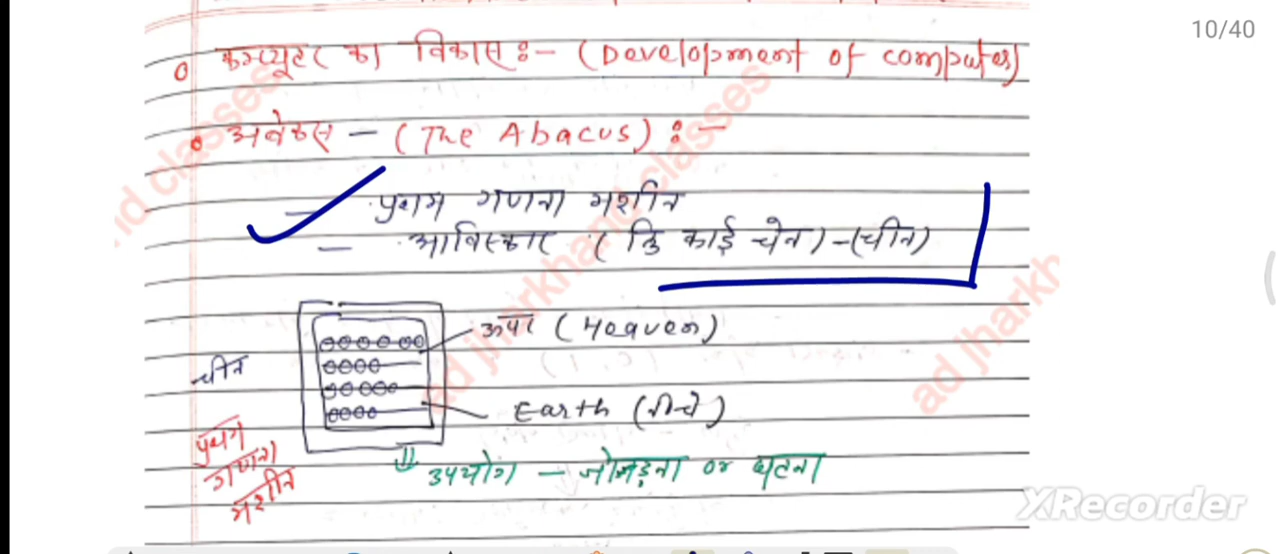 10/40
कम्प्यूटर का विकास :- (Development of computer)
अबेकस - (The Abacus) :-
- प्रथम गणना मशीन
- आविस्कार ( लि काई चेन) - (चीन)
ऊपर (Heaven)
चीन
Earth (नीचे)
प्रथम
गणना
मशीन
उपयोग - जोड़ना or घटना
ad jharkhand classes
XRecorder